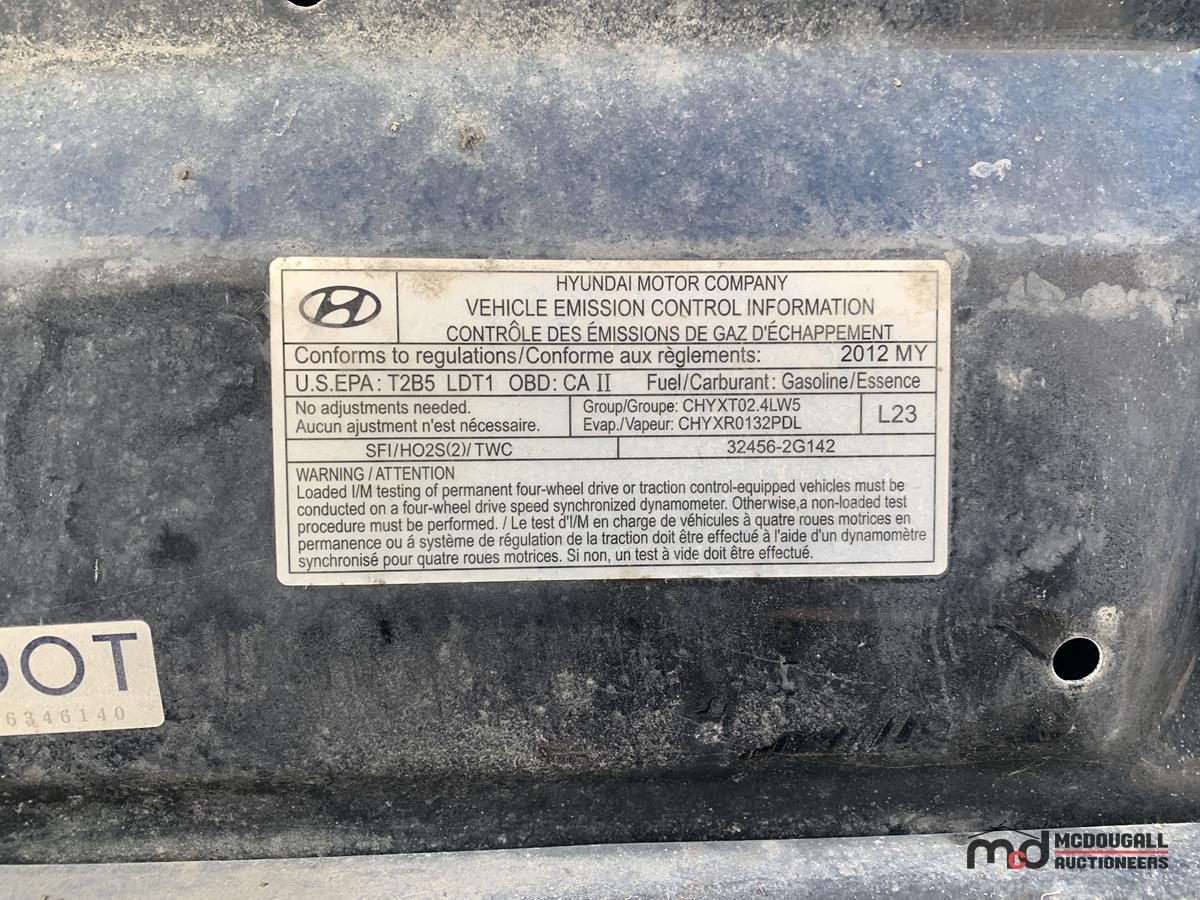 HYUNDAI MOTOR COMPANY
VEHICLE EMISSION CONTROL INFORMATION
CONTRÔLE DES ÉMISSIONS DE GAZ D'ÉCHAPPEMENT
Conforms to regulations/Conforme aux règlements: 2012 MY
U.S.EPA: T2B5 LDT1 OBD: CA II Fuel/Carburant: Gasoline/Essence
No adjustments needed.
Aucun ajustment n'est nécessaire.
Group/Groupe: CHYXT02.4LW5
Evap./Vapeur: CHYXR0132PDL
L23
SFI/HO2S(2)/TWC
32456-2G142
WARNING / ATTENTION
Loaded I/M testing of permanent four-wheel drive or traction control-equipped vehicles must be
conducted on a four-wheel drive speed synchronized dynamometer. Otherwise,a non-loaded test
procedure must be performed. / Le test d'I/M en charge de véhicules à quatre roues motrices en
permanence ou á système de régulation de la traction doit être effectué à l'aide d'un dynamomètre
synchronisé pour quatre roues motrices. Si non, un test à vide doit être effectué.
DOT
6346140
mcd MCDOUGALL
AUCTIONEERS